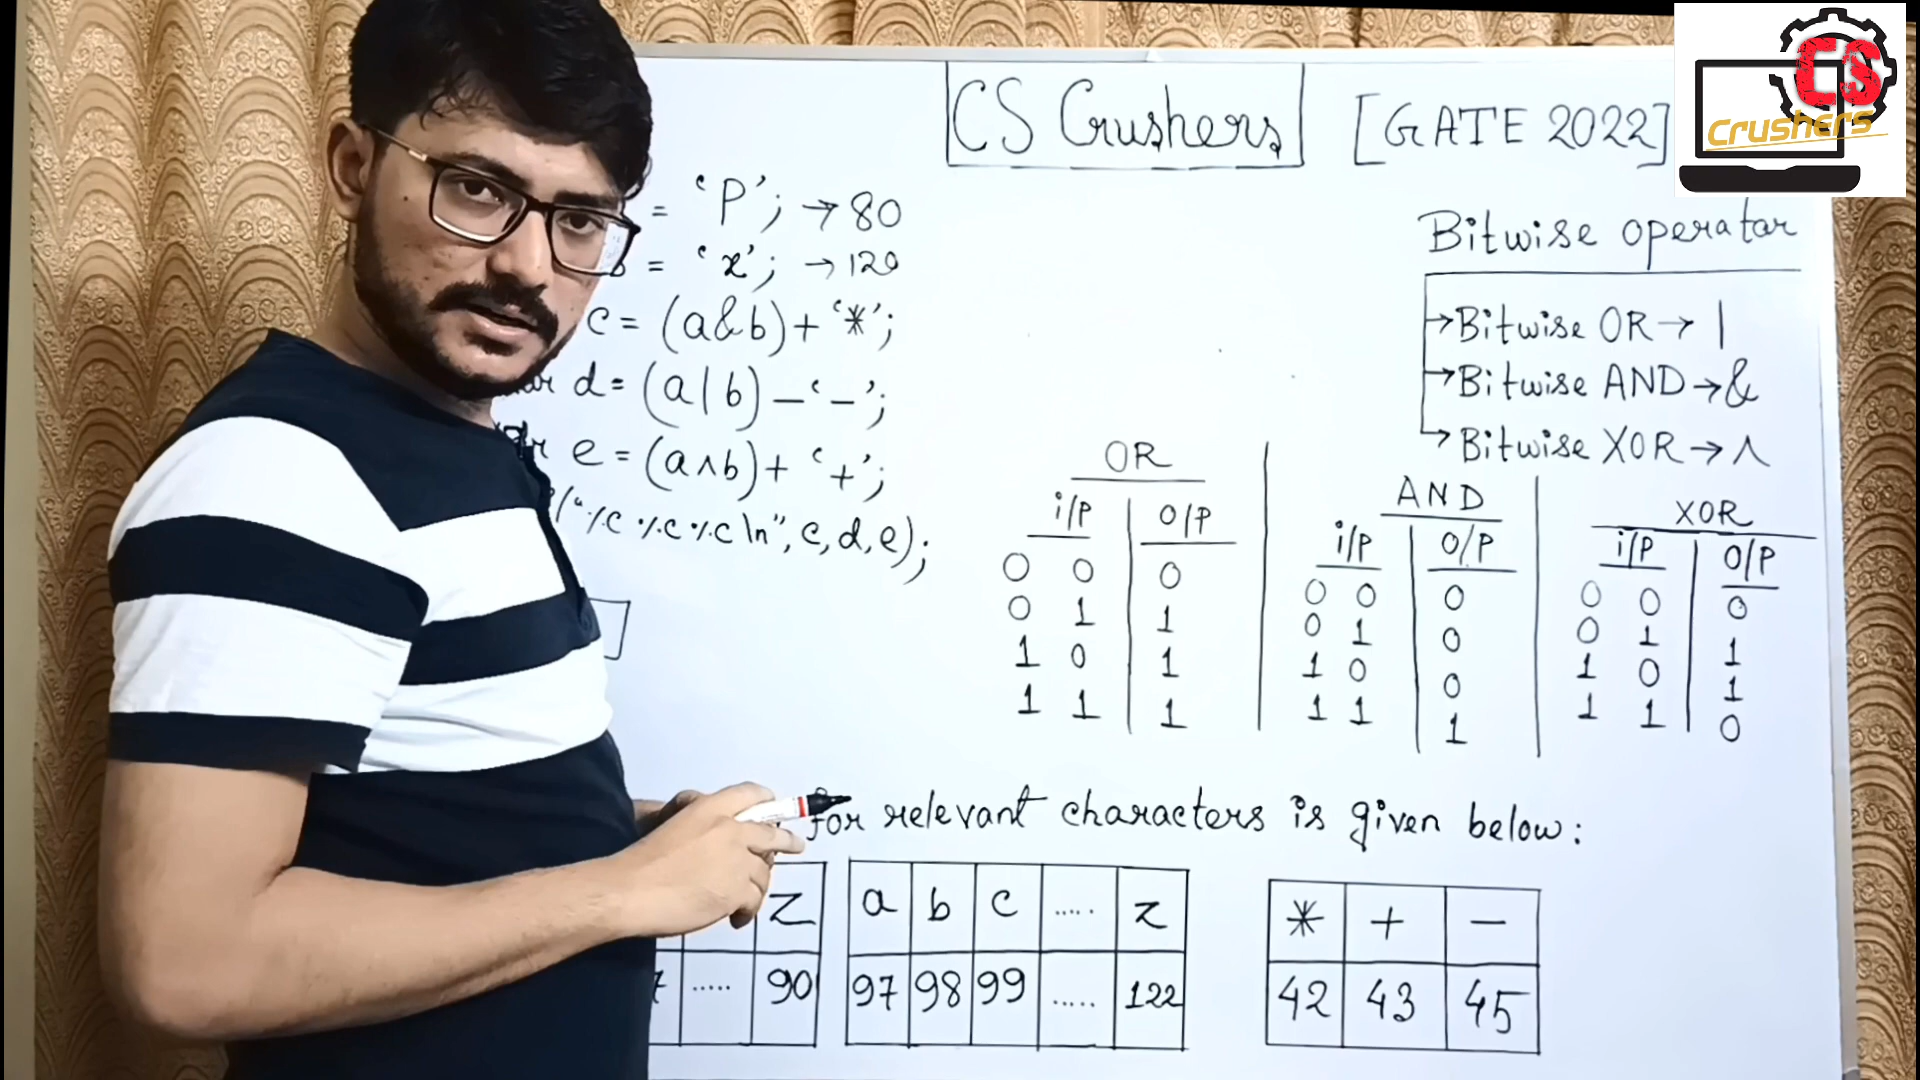 CS Crushers [GATE 2022]
CS
Crushers
= 'P'; → 80
b = 'x'; → 120
c = (a&b) + '*';
d = (a|b) - '-';
e = (a^b) + '+';
("%c %c %c \n", c, d, e);
Bitwise operator
→ Bitwise OR → |
→ Bitwise AND → &
→ Bitwise XOR → ^
OR
i/P O/P
0 0 0
0 1 1
1 0 1
1 1 1
AND
i/P O/P
0 0 0
0 1 0
1 0 0
1 1 1
XOR
i/P O/P
0 0 0
0 1 1
1 0 1
1 1 0
for relevant characters is given below:
Z
..... 90
a b c ..... z
97 98 99 ..... 122
* + -
42 43 45